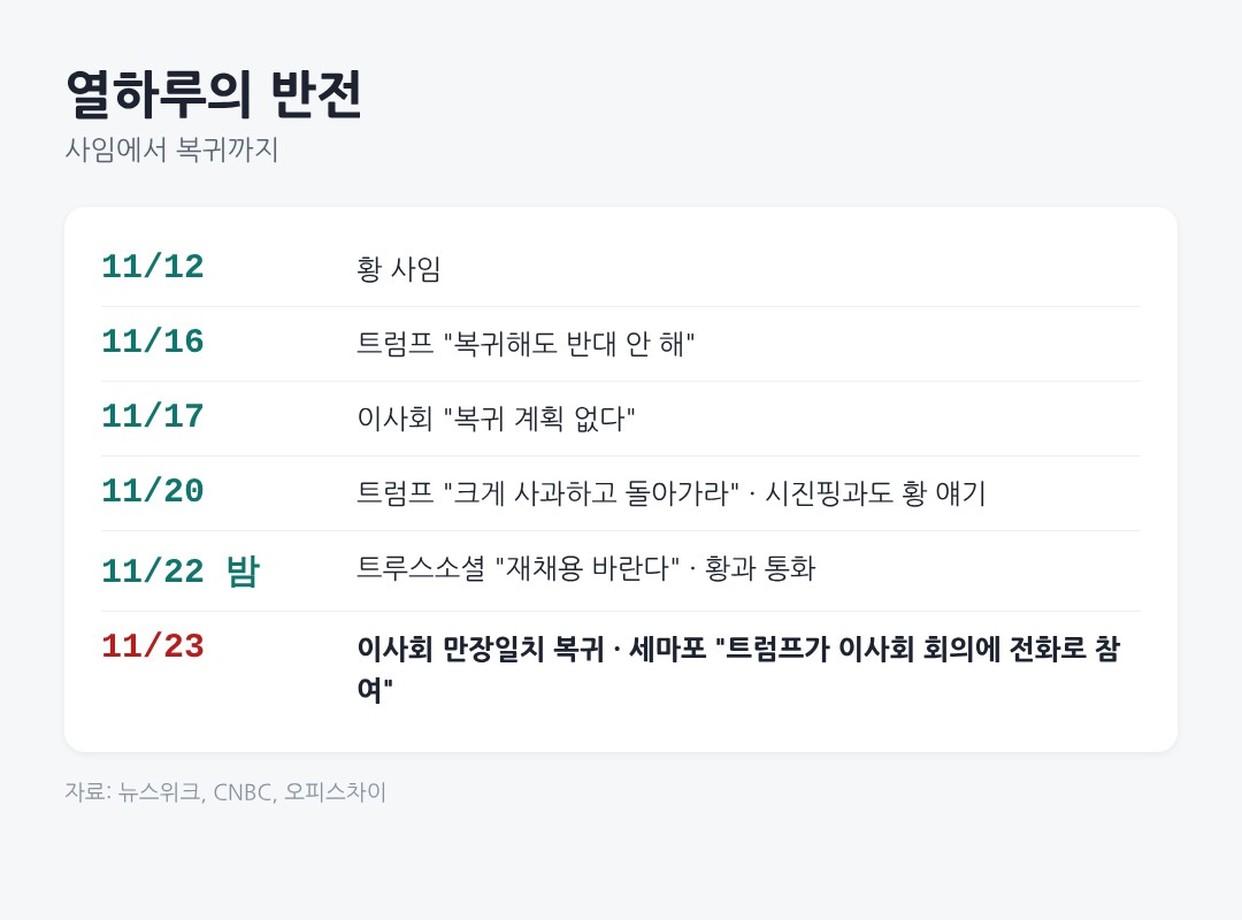 열하루의 반전
사임에서 복귀까지
11/12 황 사임
11/16 트럼프 "복귀해도 반대 안 해"
11/17 이사회 "복귀 계획 없다"
11/20 트럼프 "크게 사과하고 돌아가라" · 시진핑과도 황 얘기
11/22 밤 트루스소셜 "재채용 바란다" · 황과 통화
11/23 이사회 만장일치 복귀 · 세마포 "트럼프가 이사회 회의에 전화로 참
여"
자료: 뉴스위크, CNBC, 오피스차이